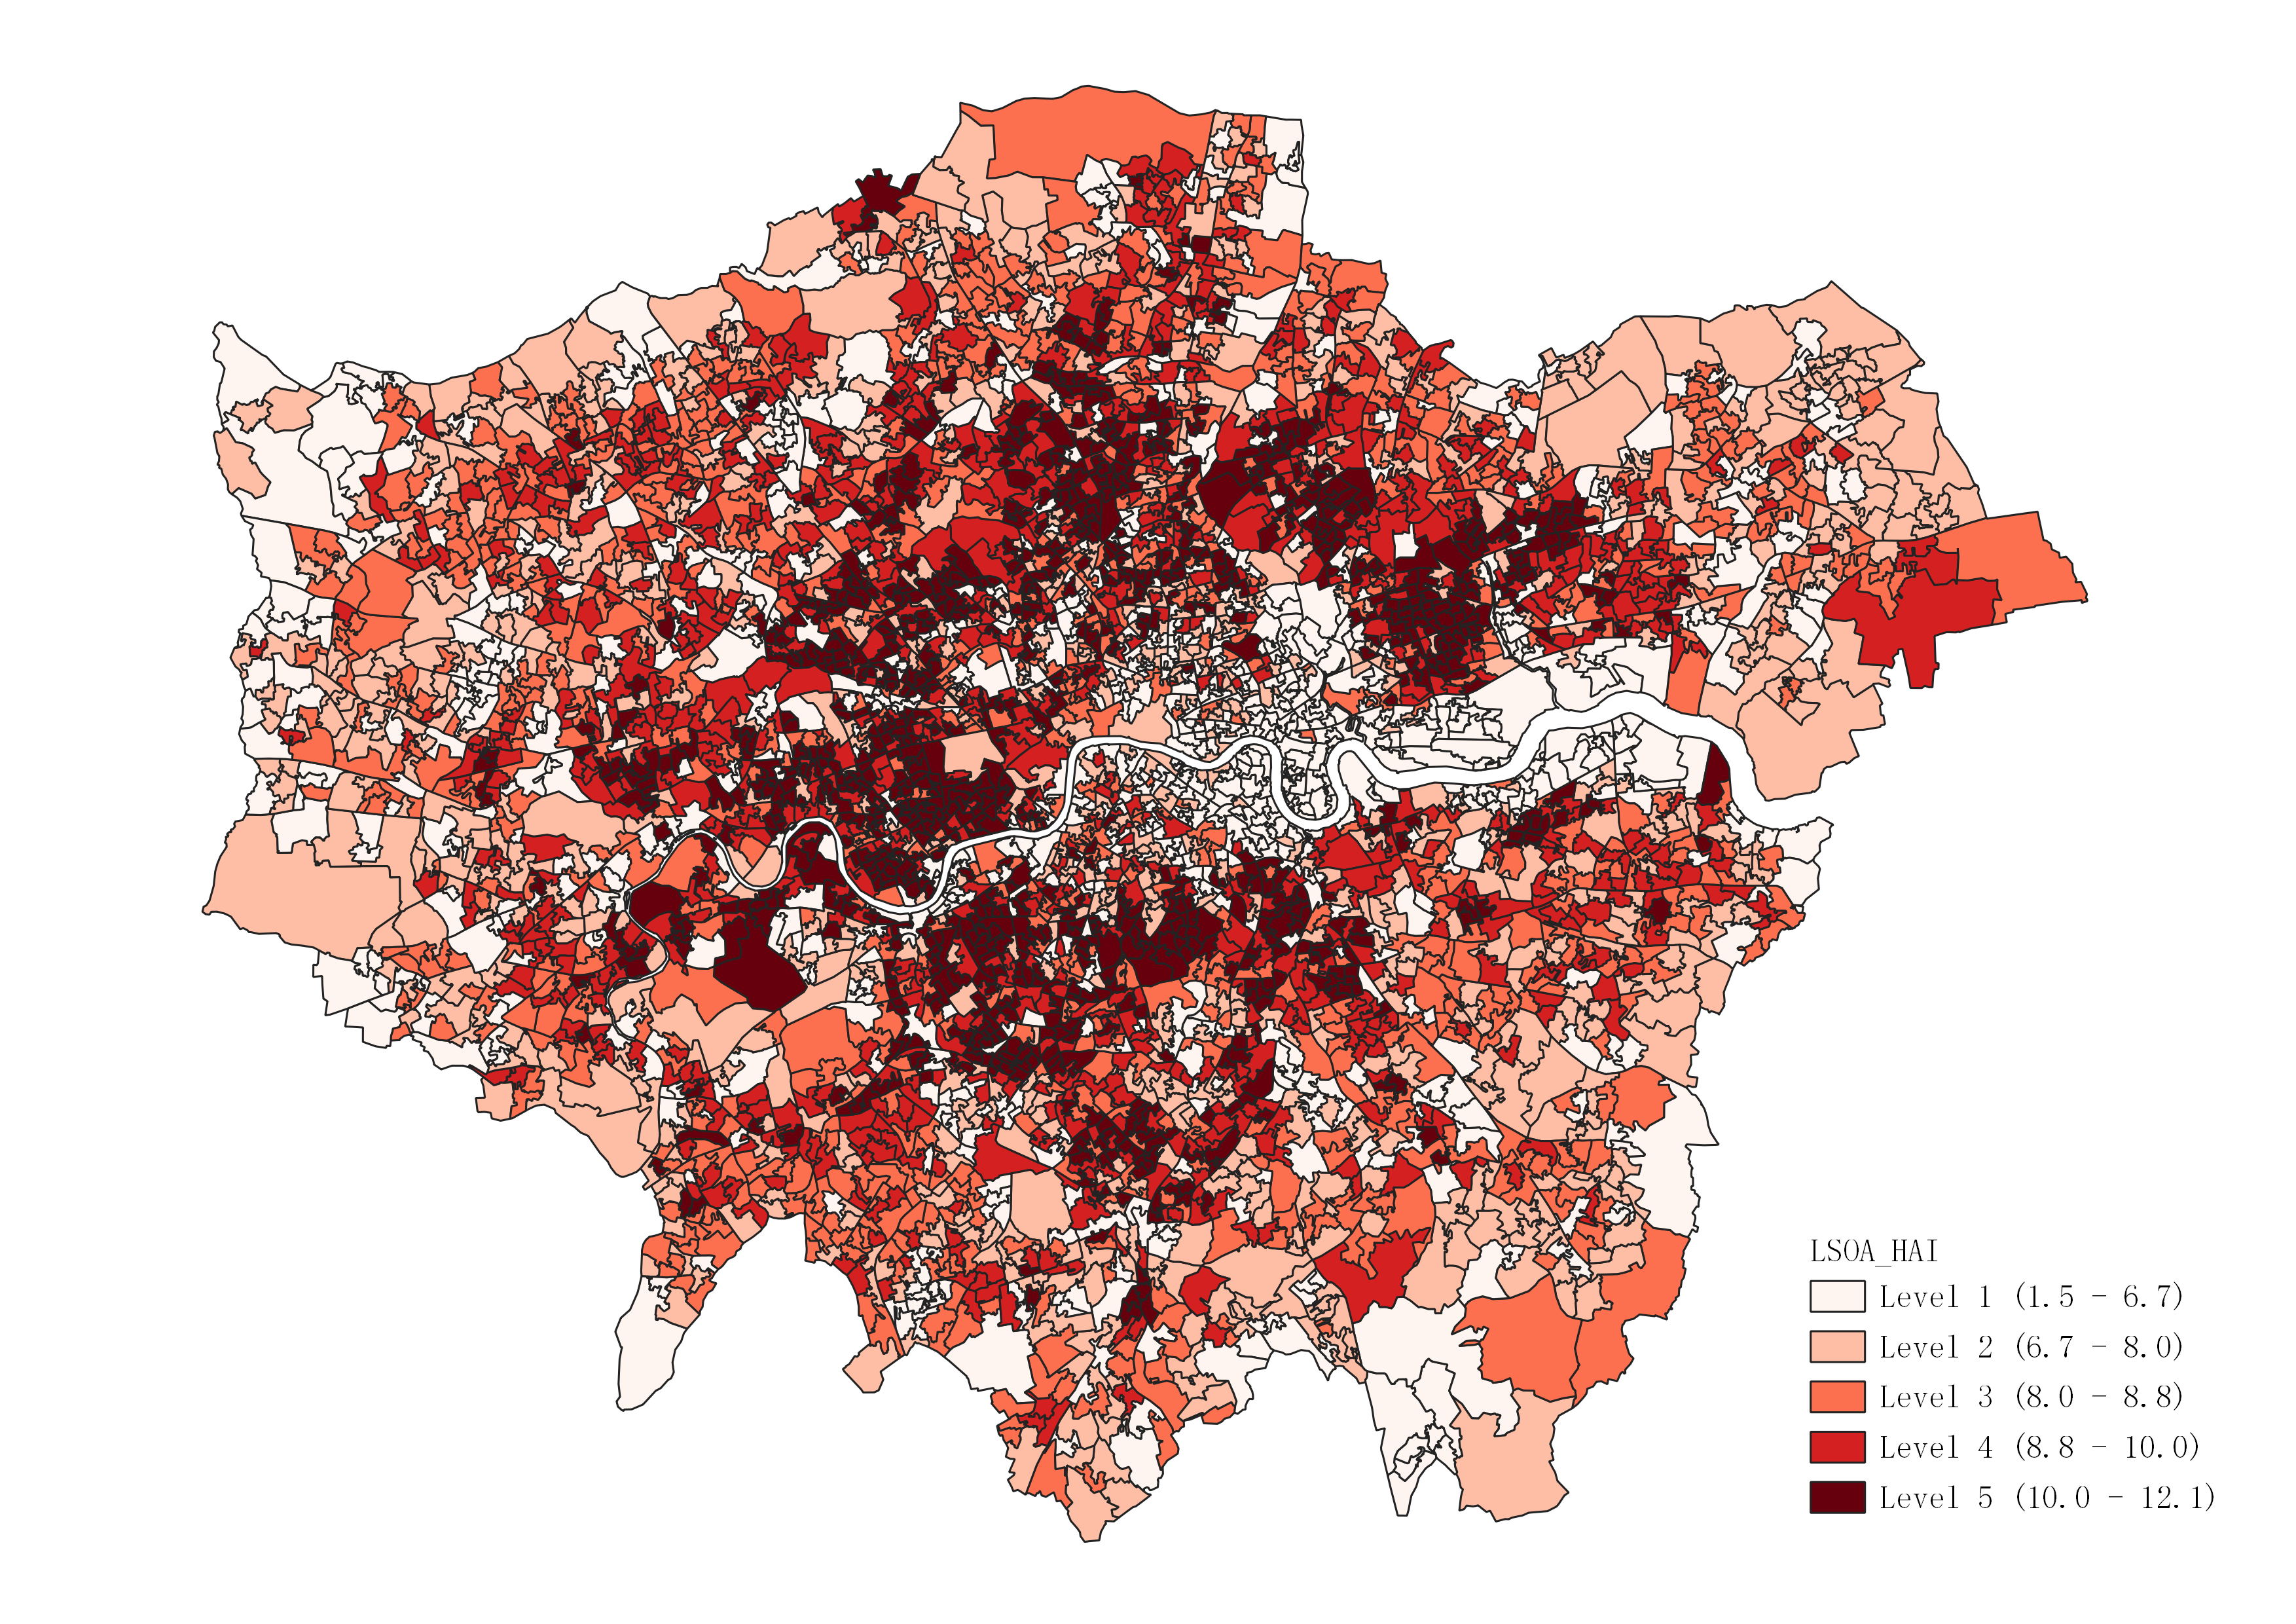 LSOA_HAI
Level 1 (1.5 - 6.7)
Level 2 (6.7 - 8.0)
Level 3 (8.0 - 8.8)
Level 4 (8.8 - 10.0)
Level 5 (10.0 - 12.1)